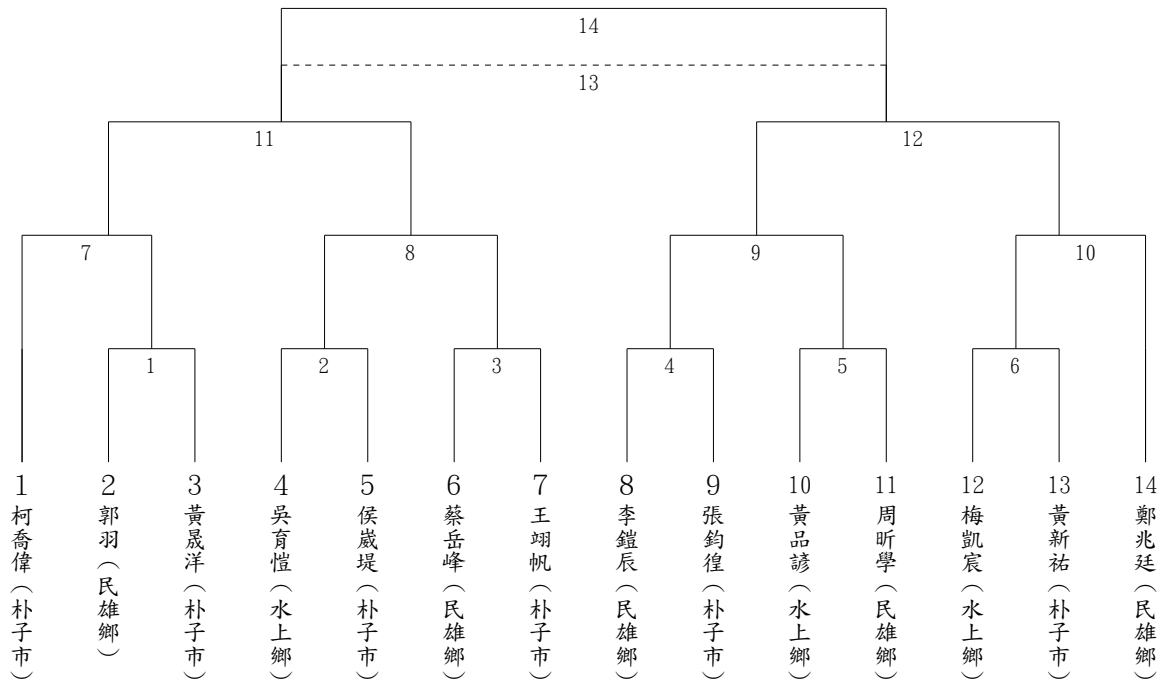 14
13
11
12
7
8
9
10
1
2
3
4
5
6
1 柯喬偉(朴子市)
2 郭羽(民雄鄉)
3 黃晟洋(朴子市)
4 吳育愷(水上鄉)
5 侯崴堤(朴子市)
6 蔡岳峰(民雄鄉)
7 王翊帆(朴子市)
8 李鎧辰(民雄鄉)
9 張鈞徨(朴子市)
10 黃品諺(水上鄉)
11 周昕學(民雄鄉)
12 梅凱宸(水上鄉)
13 黃新祐(朴子市)
14 鄭兆廷(民雄鄉)